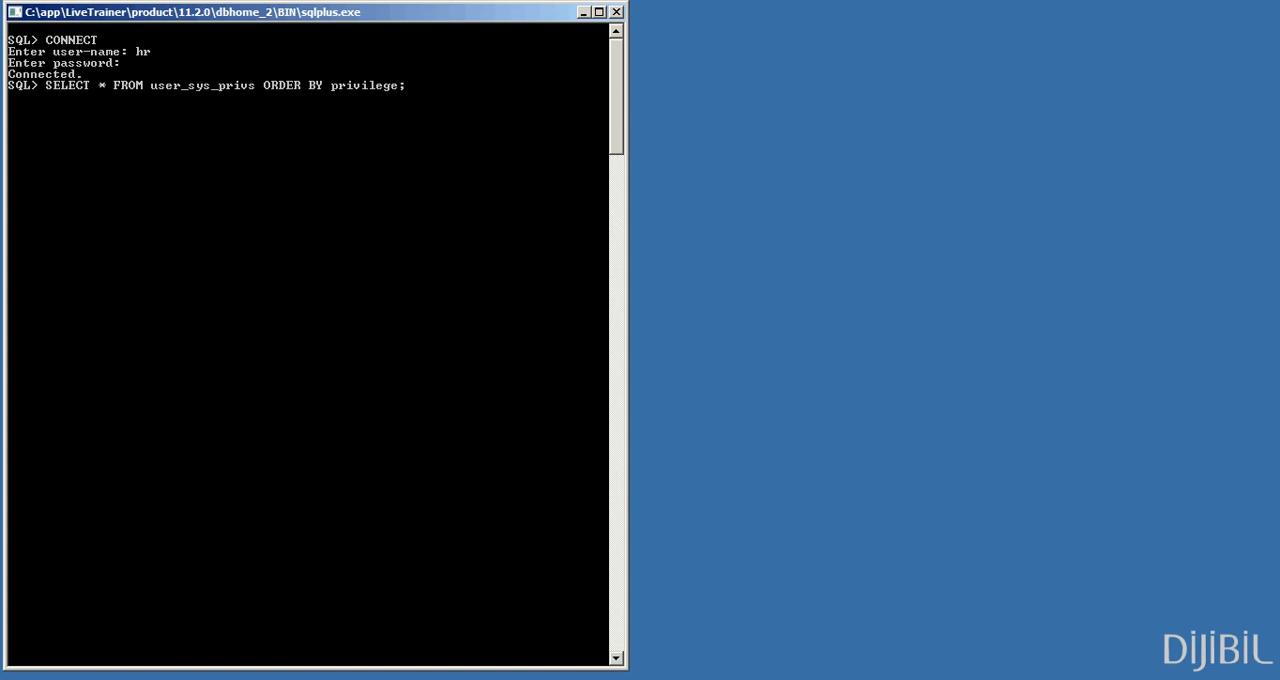 C:\app\LiveTrainer\product\11.2.0\dbhome_2\BIN\sqlplus.exe
SQL> CONNECT
Enter user-name: hr
Enter password:
Connected.
SQL> SELECT * FROM user_sys_privs ORDER BY privilege;
DIJIBIL